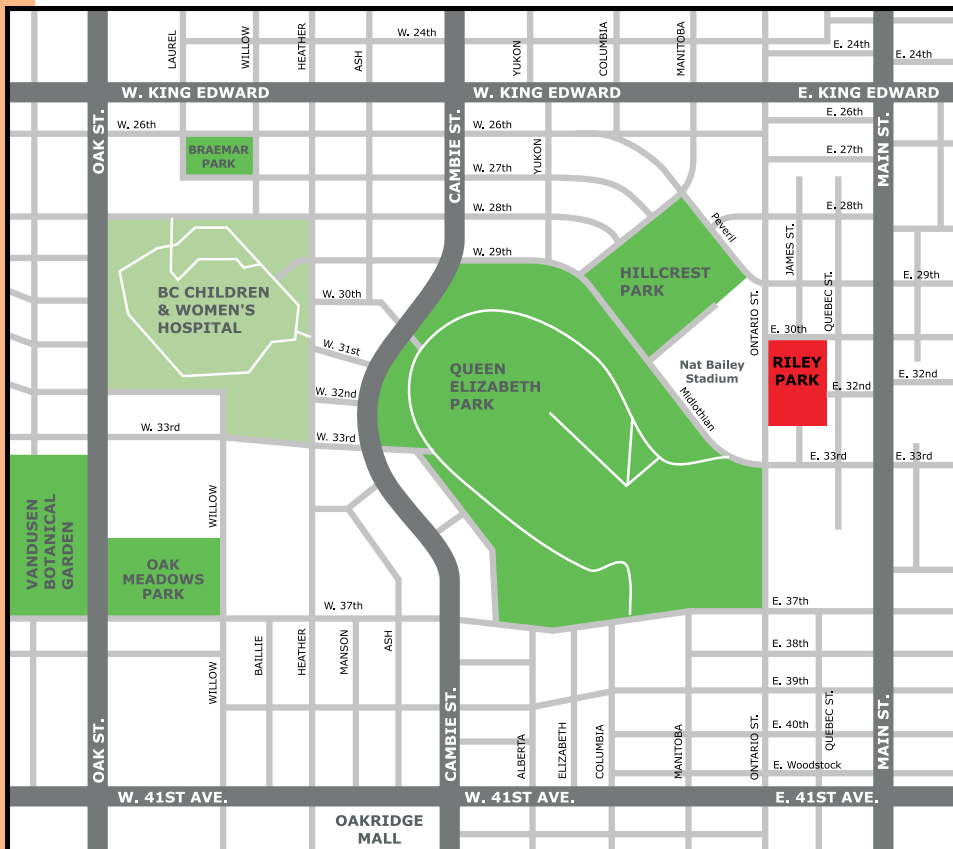 W. 24th
E. 24th
E. 24th
LAUREL
WILLOW
HEATHER
ASH
YUKON
COLUMBIA
MANITOBA
W. KING EDWARD
W. KING EDWARD
E. KING EDWARD
OAK ST.
CAMBIE ST.
MAIN ST.
W. 26th
W. 26th
E. 26th
BRAEMAR
PARK
YUKON
W. 27th
E. 27th
W. 28th
E. 28th
Peveril
JAMES ST.
QUEBEC ST.
ONTARIO ST.
W. 29th
E. 29th
HILLCREST
PARK
BC CHILDREN
& WOMEN'S
HOSPITAL
W. 30th
E. 30th
W. 31st
QUEEN
ELIZABETH
PARK
Nat Bailey
Stadium
RILEY
PARK
W. 32nd
E. 32nd
E. 32nd
Midlothian
W. 33rd
W. 33rd
E. 33rd
E. 33rd
VANDUSEN
BOTANICAL
GARDEN
WILLOW
OAK
MEADOWS
PARK
W. 37th
E. 37th
BAILLIE
HEATHER
MANSON
ASH
WILLOW
E. 38th
E. 39th
E. 40th
E. Woodstock
OAK ST.
CAMBIE ST.
ALBERTA
ELIZABETH
COLUMBIA
MANITOBA
ONTARIO ST.
QUEBEC ST.
MAIN ST.
W. 41ST AVE.
W. 41ST AVE.
E. 41ST AVE.
OAKRIDGE
MALL